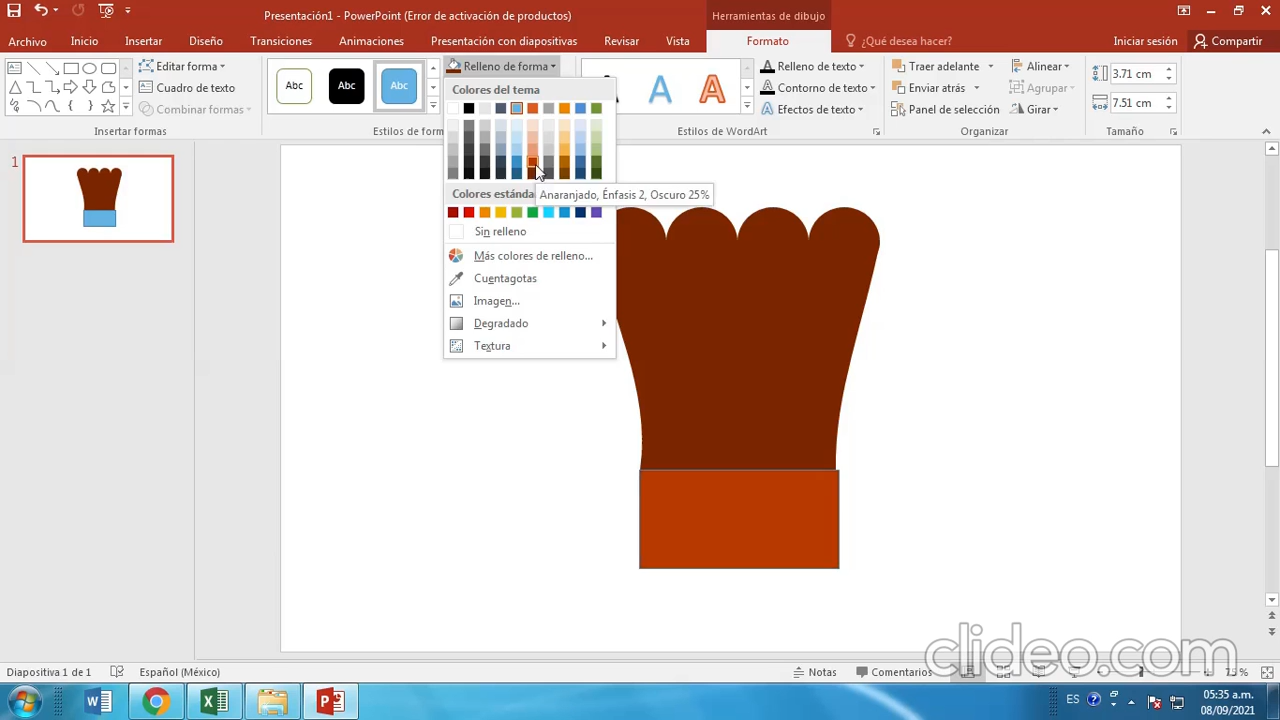 Presentación1 - PowerPoint (Error de activación de productos)
Herramientas de dibujo
Archivo
Inicio
Insertar
Diseño
Transiciones
Animaciones
Presentación con diapositivas
Revisar
Vista
Formato
¿Qué desea hacer?
Iniciar sesión
Compartir
Editar forma
Cuadro de texto
Combinar formas
Insertar formas
Abc
Abc
Abc
Estilos de form
Relleno de forma
A
A
Relleno de texto
Contorno de texto
Efectos de texto
Estilos de WordArt
Traer adelante
Enviar atrás
Panel de selección
Alinear
Agrupar
Girar
Organizar
3.71 cm
7.51 cm
Tamaño
Colores del tema
Anaranjado, Énfasis 2, Oscuro 25%
Colores estánda
Sin relleno
Más colores de relleno...
Cuentagotas
Imagen...
Degradado
Textura
1
clideo.com
Diapositiva 1 de 1
Español (México)
Notas
Comentarios
ES
05:35 a.m.
08/09/2021